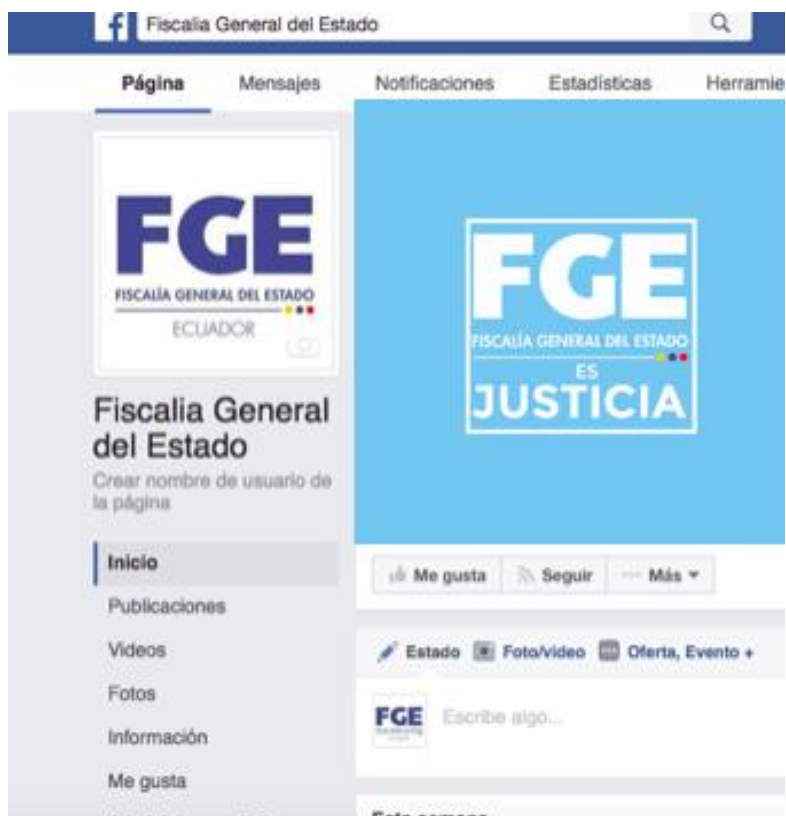 f Fiscalia General del Estado
Página Mensajes Notificaciones Estadísticas Herramie
FGE
FISCALÍA GENERAL DEL ESTADO
ECUADOR
FGE
FISCALÍA GENERAL DEL ESTADO
ES
JUSTICIA
Fiscalia General
del Estado
Crear nombre de usuario de
la página
Inicio
Publicaciones
Videos
Fotos
Información
Me gusta
Me gusta Seguir Más
Estado Foto/video Oferta, Evento +
FGE
Escribe algo...